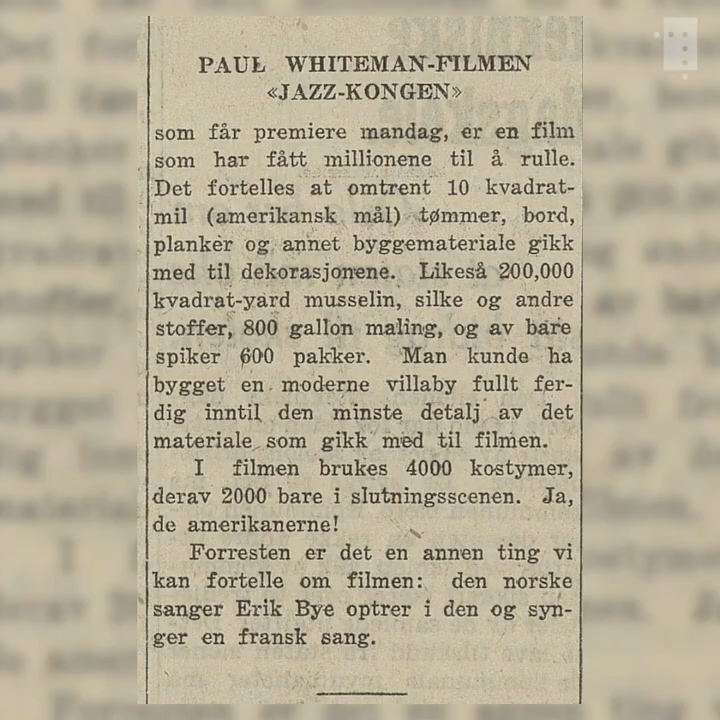 PAUL WHITEMAN-FILMEN
«JAZZ-KONGEN»
som får premiere mandag, er en film
som har fått millionene til å rulle.
Det fortelles at omtrent 10 kvadrat-
mil (amerikansk mål) tømmer, bord,
planker og annet byggemateriale gikk
med til dekorasjonene. Likeså 200,000
kvadrat-yard musselin, silke og andre
stoffer, 800 gallon maling, og av bare
spiker 600 pakker. Man kunde ha
bygget en moderne villaby fullt fer-
dig inntil den minste detalj av det
materiale som gikk med til filmen.
I filmen brukes 4000 kostymer,
derav 2000 bare i slutningsscenen. Ja,
de amerikanerne!
Forresten er det en annen ting vi
kan fortelle om filmen: den norske
sanger Erik Bye optrer i den og syn-
ger en fransk sang.